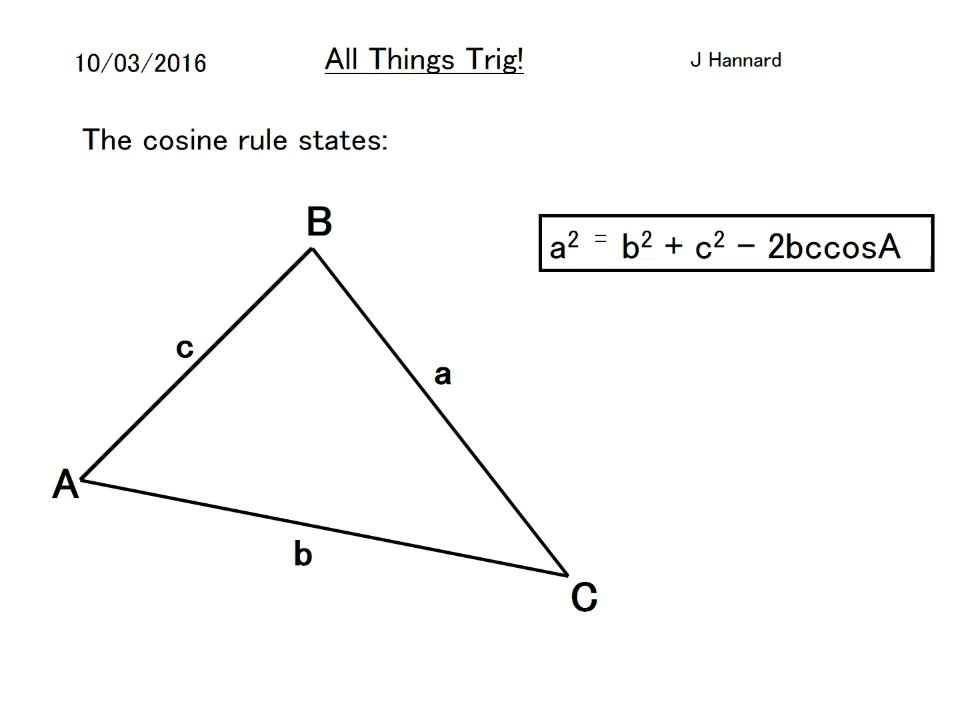 10/03/2016 All Things Trig! J Hannard
The cosine rule states:
B
a² = b² + c² – 2bccosA
c
a
A
b
C